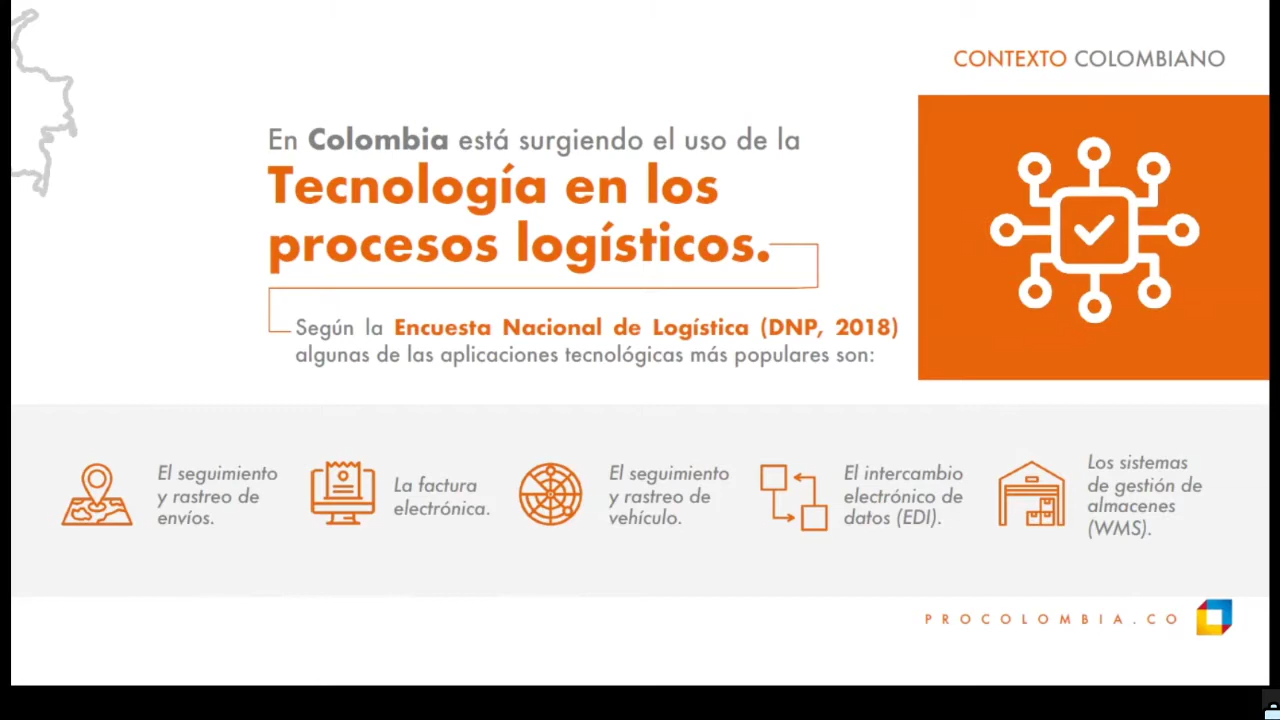 CONTEXTO COLOMBIANO
En Colombia está surgiendo el uso de la
Tecnología en los
procesos logísticos.
Según la Encuesta Nacional de Logística (DNP, 2018)
algunas de las aplicaciones tecnológicas más populares son:
El seguimiento
y rastreo de
envíos.
La factura
electrónica.
El seguimiento
y rastreo de
vehículo.
El intercambio
electrónico de
datos (EDI).
Los sistemas
de gestión de
almacenes
(WMS).
PROCOLOMBIA.CO